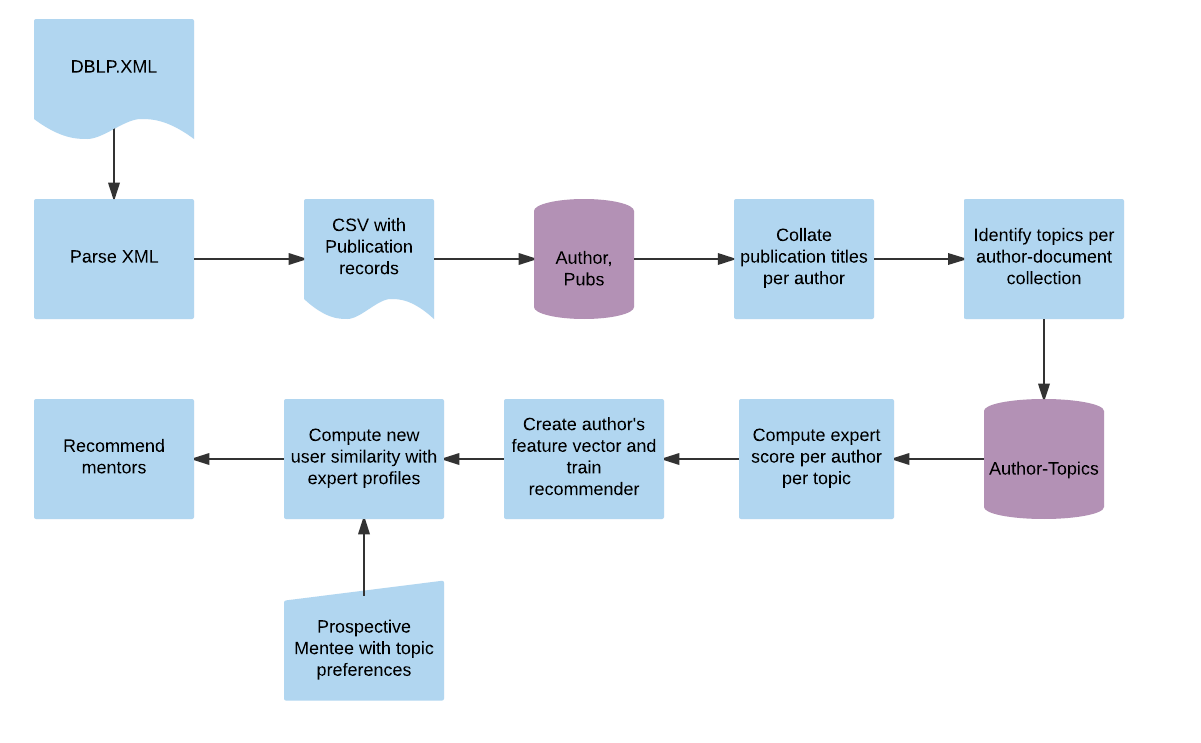 DBLP.XML
Parse XML
CSV with
Publication
records
Author,
Pubs
Collate
publication titles
per author
Identify topics per
author-document
collection
Recommend
mentors
Compute new
user similarity with
expert profiles
Create author's
feature vector and
train
recommender
Compute expert
score per author
per topic
Author-Topics
Prospective
Mentee with topic
preferences